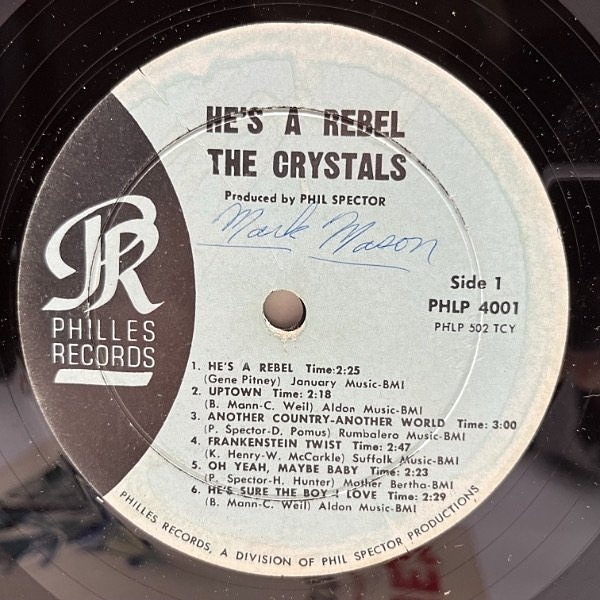 HE'S A REBEL
THE CRYSTALS
Produced by PHIL SPECTOR
Mark Mason
Side 1
PHLP 4001
PHLP 502 TCY
PR
PHILLES
RECORDS
1. HE'S A REBEL Time:2:25
(Gene Pitney) January Music-BMI
2. UPTOWN Time: 2:18
(B. Mann-C. Weil) Aldon Music-BMI
3. ANOTHER COUNTRY-ANOTHER WORLD Time: 3:00
(P. Spector-D. Pomus) Rumbalero Music-BMI
4. FRANKENSTEIN TWIST Time: 2:47
(K. Henry-W. McCarkle) Suffolk Music-BMI
5. OH YEAH, MAYBE BABY Time: 2:23
(P. Spector-H. Hunter) Mother Bertha-BMI
6. HE'S SURE THE BOY I LOVE Time: 2:29
(B. Mann-C. Weil) Aldon Music-BMI
PHILLES RECORDS, A DIVISION OF PHIL SPECTOR PRODUCTIONS